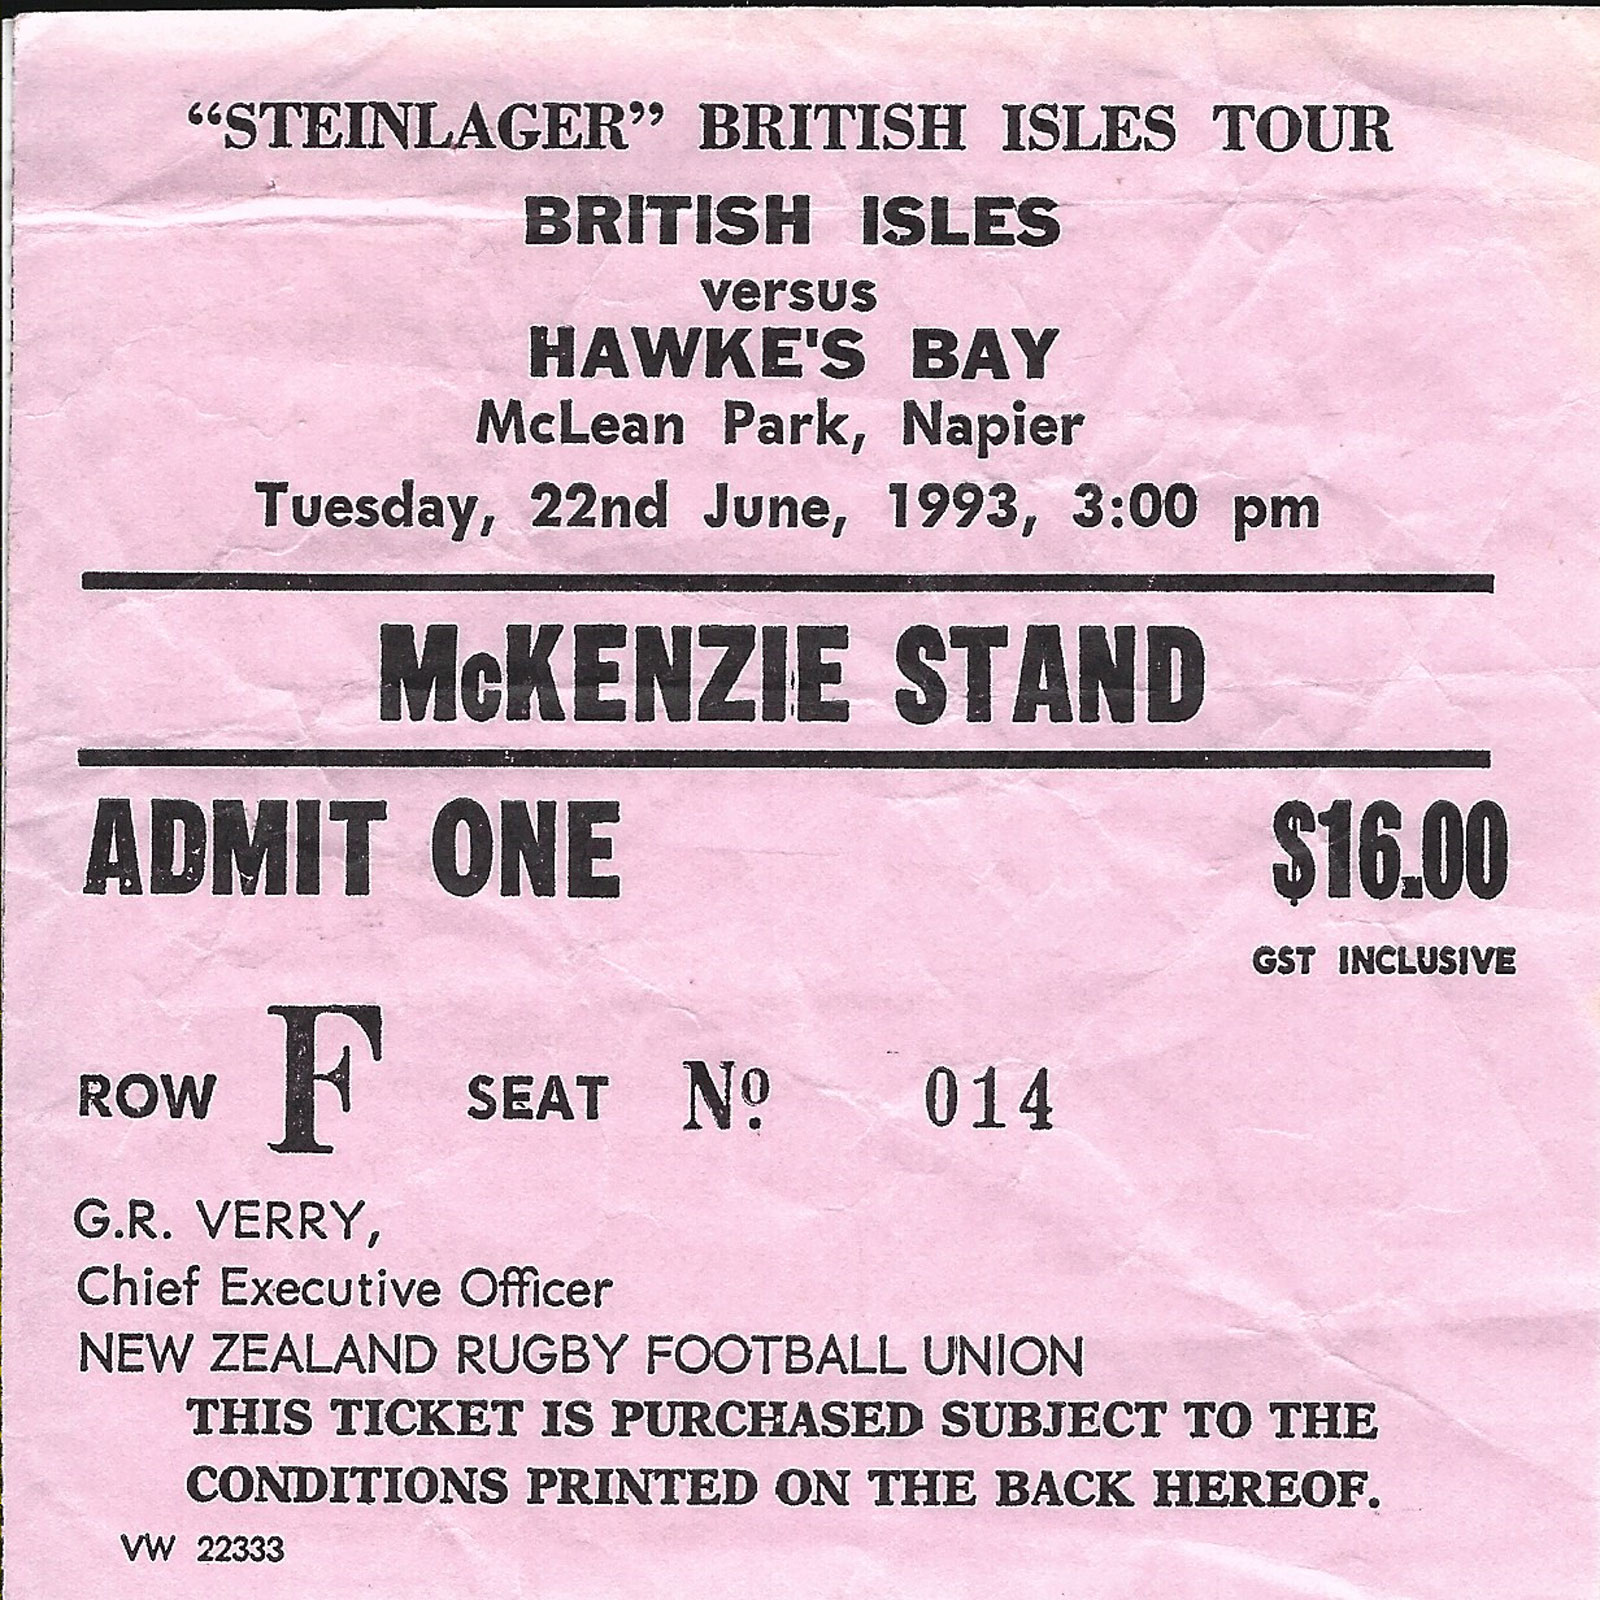 “STEINLAGER” BRITISH ISLES TOUR
BRITISH ISLES
versus
HAWKE'S BAY
McLean Park, Napier
Tuesday, 22nd June, 1993, 3:00 pm
McKENZIE STAND
ADMIT ONE $16.00
GST INCLUSIVE
ROW F SEAT Nº 014
G.R. VERRY,
Chief Executive Officer
NEW ZEALAND RUGBY FOOTBALL UNION
THIS TICKET IS PURCHASED SUBJECT TO THE
CONDITIONS PRINTED ON THE BACK HEREOF.
VW 22333